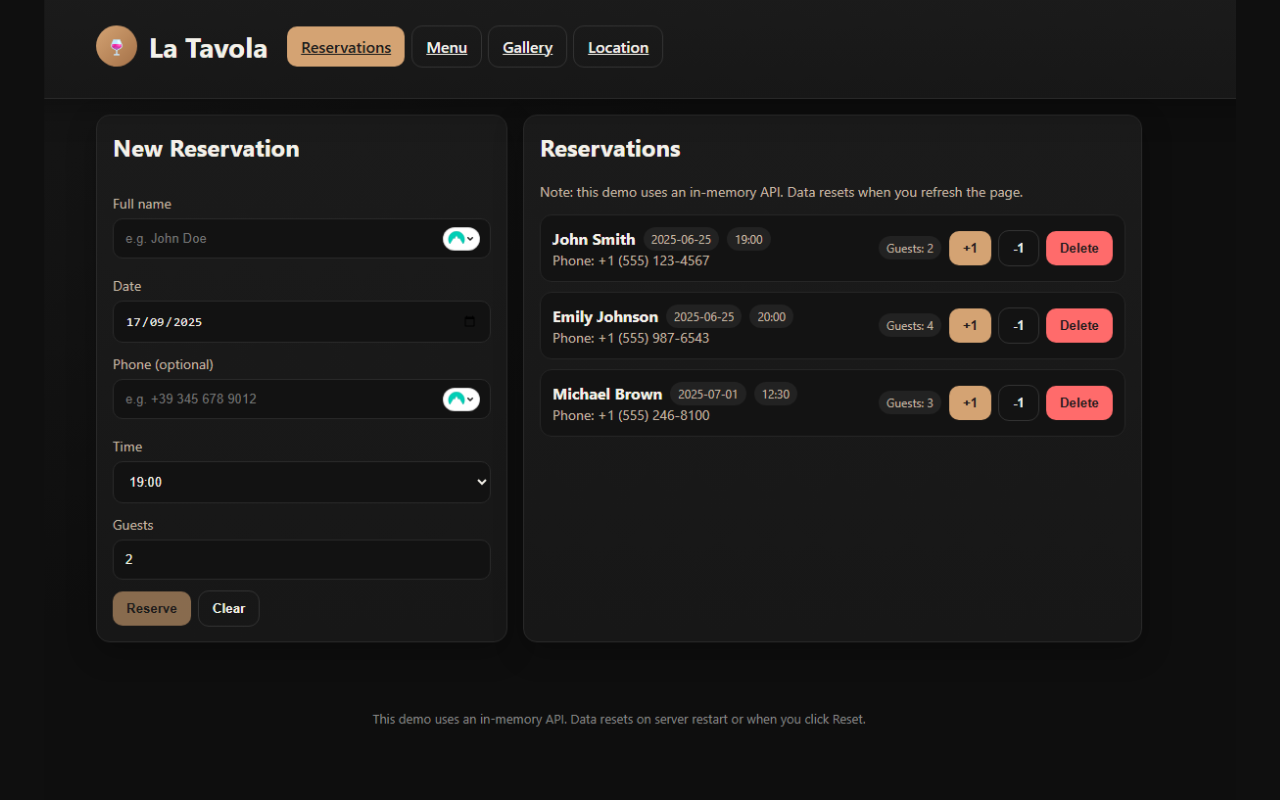 La Tavola
Reservations
Menu
Gallery
Location
New Reservation
Full name
e.g. John Doe
Date
17/09/2025
Phone (optional)
e.g. +39 345 678 9012
Time
19:00
Guests
2
Reserve
Clear
Reservations
Note: this demo uses an in-memory API. Data resets when you refresh the page.
John Smith 2025-06-25 19:00
Phone: +1 (555) 123-4567
Guests: 2 +1 -1 Delete
Emily Johnson 2025-06-25 20:00
Phone: +1 (555) 987-6543
Guests: 4 +1 -1 Delete
Michael Brown 2025-07-01 12:30
Phone: +1 (555) 246-8100
Guests: 3 +1 -1 Delete
This demo uses an in-memory API. Data resets on server restart or when you click Reset.